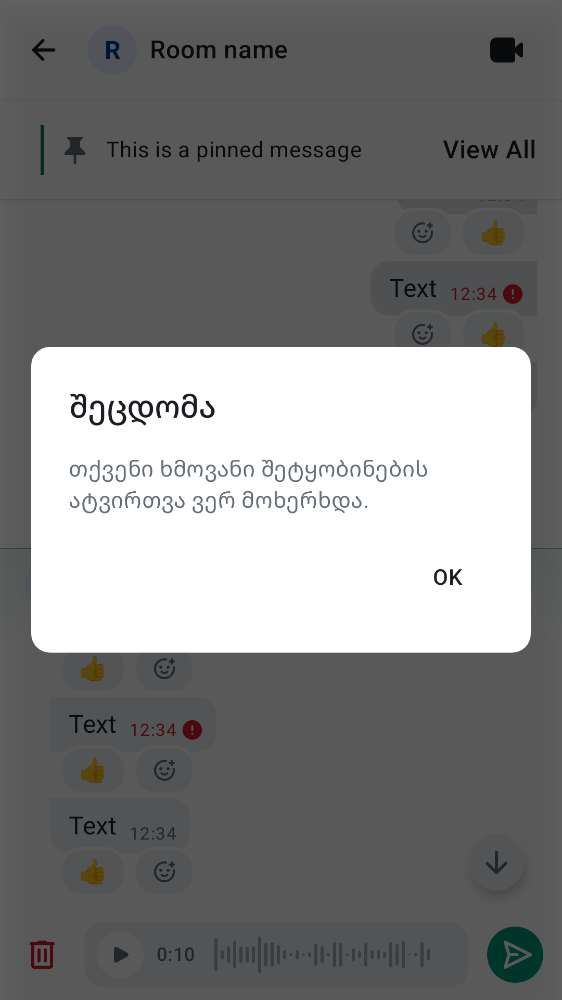 R Room name
This is a pinned message View All
Text 12:34
შეცდომა
თქვენი ხმოვანი შეტყობინების
ატვირთვა ვერ მოხერხდა.
OK
Text 12:34
Text 12:34
0:10